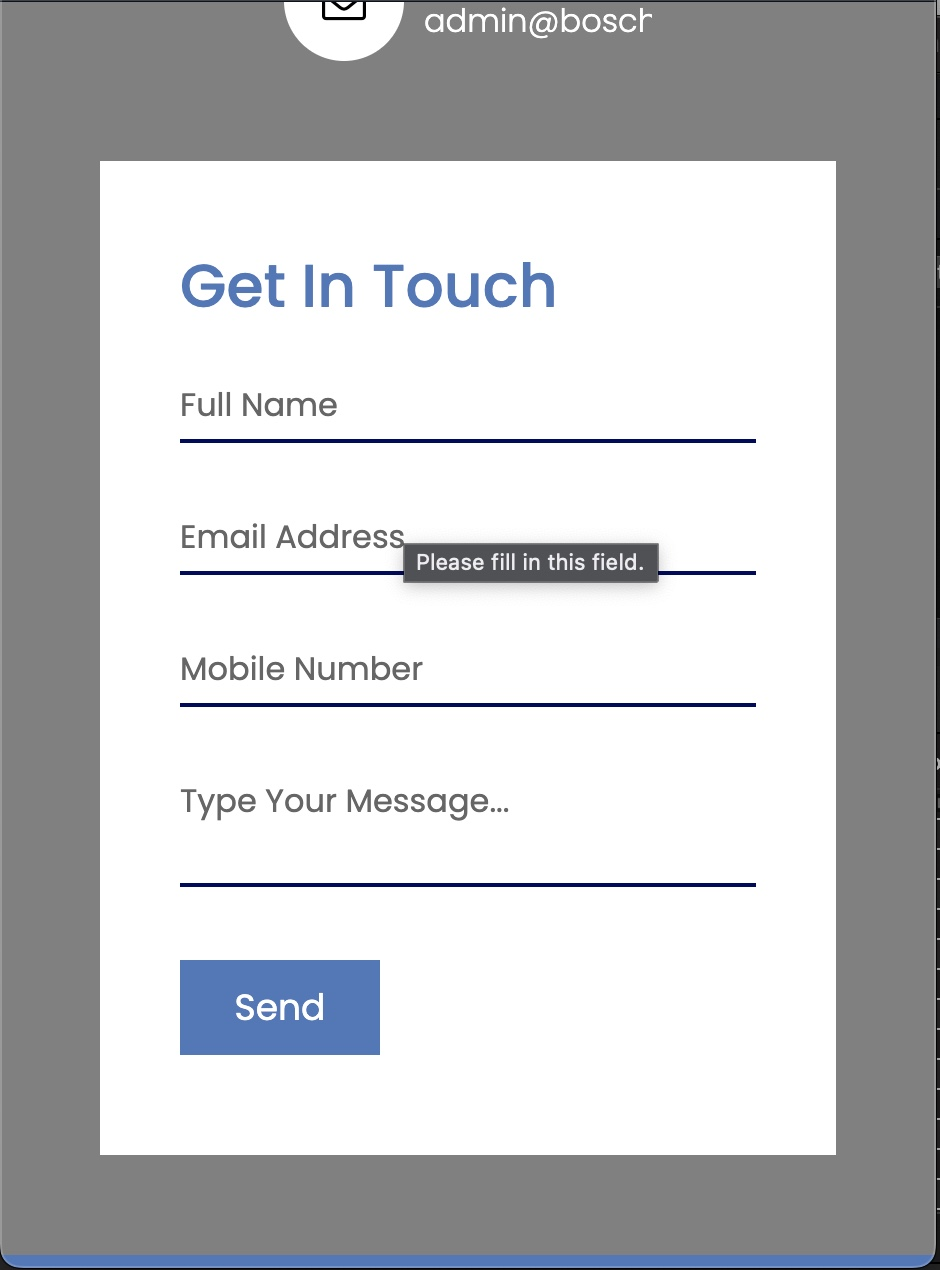 admin@bosch
Get In Touch
Full Name
Email Address
Please fill in this field.
Mobile Number
Type Your Message...
Send